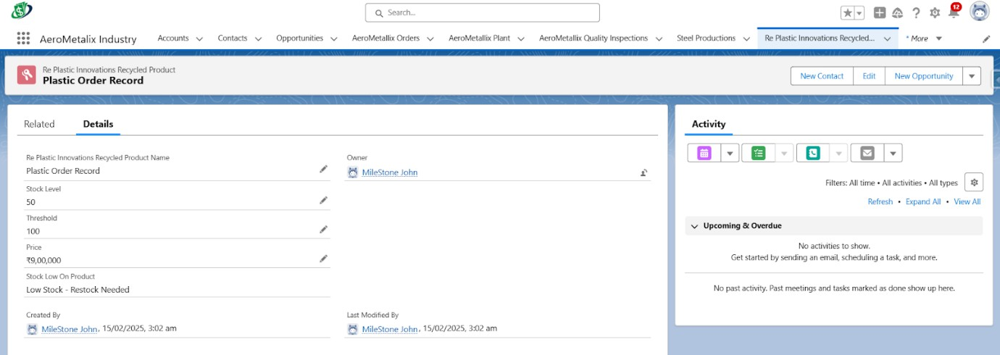 Search...
12
AeroMetalix Industry
Accounts
Contacts
Opportunities
AeroMetallix Orders
AeroMetallix Plant
AeroMetallix Quality Inspections
Steel Productions
Re Plastic Innovations Recycled...
* More
Re Plastic Innovations Recycled Product
Plastic Order Record
New Contact
Edit
New Opportunity
Related
Details
Re Plastic Innovations Recycled Product Name
Plastic Order Record
Owner
MileStone John
Stock Level
50
Threshold
100
Price
₹9,00,000
Stock Low On Product
Low Stock - Restock Needed
Created By
MileStone John, 15/02/2025, 3:02 am
Last Modified By
MileStone John, 15/02/2025, 3:02 am
Activity
Filters: All time • All activities • All types
Refresh • Expand All • View All
Upcoming & Overdue
No activities to show.
Get started by sending an email, scheduling a task, and more.
No past activity. Past meetings and tasks marked as done show up here.